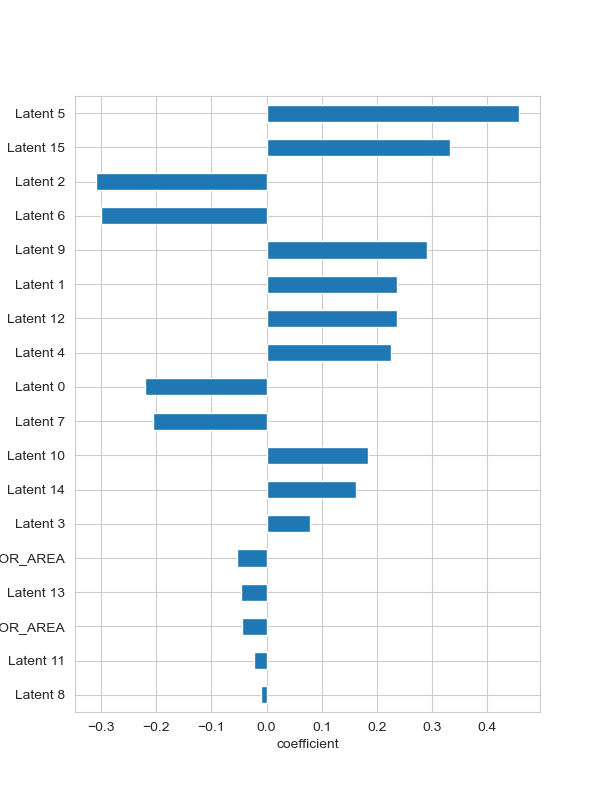 Latent 5
Latent 15
Latent 2
Latent 6
Latent 9
Latent 1
Latent 12
Latent 4
Latent 0
Latent 7
Latent 10
Latent 14
Latent 3
OR_AREA
Latent 13
OR_AREA
Latent 11
Latent 8
−0.3 −0.2 −0.1 0.0 0.1 0.2 0.3 0.4
coefficient